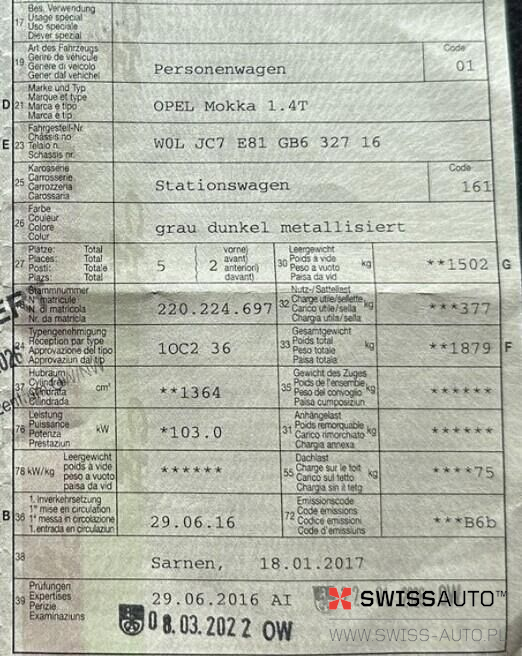 17 Bes. Verwendung
Usage spécial
Uso speciale
Diever spezial
19 Art des Fahrzeugs
Genre de véhicule
Genere di veicolo
Gener dal vehichel
Personenwagen
Code
01
D 21 Marke und Typ
Marque et type
Marca e tipo
Marca e tip
OPEL Mokka 1.4T
E 23 Fahrgestell-Nr.
Châssis no
Telaio n.
Schassis nr.
W0L JC7 E81 GB6 327 16
25 Karosserie
Carrosserie
Carrozzeria
Carossaria
Stationswagen
Code
161
26 Farbe
Couleur
Colore
Colur
grau dunkel metallisiert
27 Plätze: Total
Places: Total
Posti: Totale
Plazs: Total
5
2
vorne)
avant)
anteriori)
davant)
30 Leergewicht
Poids à vide
Peso a vuoto
Paisa da vid
kg
**1502
G
Stammnummer
N° matricule
N. di matricola
Nr. da matricla
220.224.697
32 Nutz-/Sattellast
Charge utile/sellette
Carico utile/sella
Chargia utila/sella
kg
***377
24 Typengenehmigung
Réception par type
Approvazione del tipo
Approvaziun dal tip
1OC2 36
33 Gesamtgewicht
Poids total
Peso totale
Paisa totala
kg
**1879
F
37 Hubraum
Cylindrée
Cilindrata
Cilindrada
cm³
**1364
35 Gewicht des Zuges
Poids de l'ensemble
Peso del convoglio
Paisa cumposiziun
kg
******
76 Leistung
Puissance
Potenza
Prestaziun
kW
*103.0
31 Anhängelast
Poids remorquable
Carico rimorchiato
Chargia annexa
kg
******
78 kW/kg
Leergewicht
poids à vide
peso a vuoto
paisa da vid
******
55 Dachlast
Charge sur le toit
Carico sul tetto
Chargia sin il tetg
kg
****75
B 36 1. Inverkehrsetzung
1re mise en circulation
1a messa in circolazione
1. entrada en circulaziun
29.06.16
72 Emissionscode
Code émissions
Codice emissioni
Code d'emissiuns
***B6b
38
Sarnen, 18.01.2017
39 Prüfungen
Expertises
Perizie
Examinaziuns
29.06.2016 AI
OW
08.03.2022 OW
SWISSAUTO™
WWW.SWISS-AUTO.PL